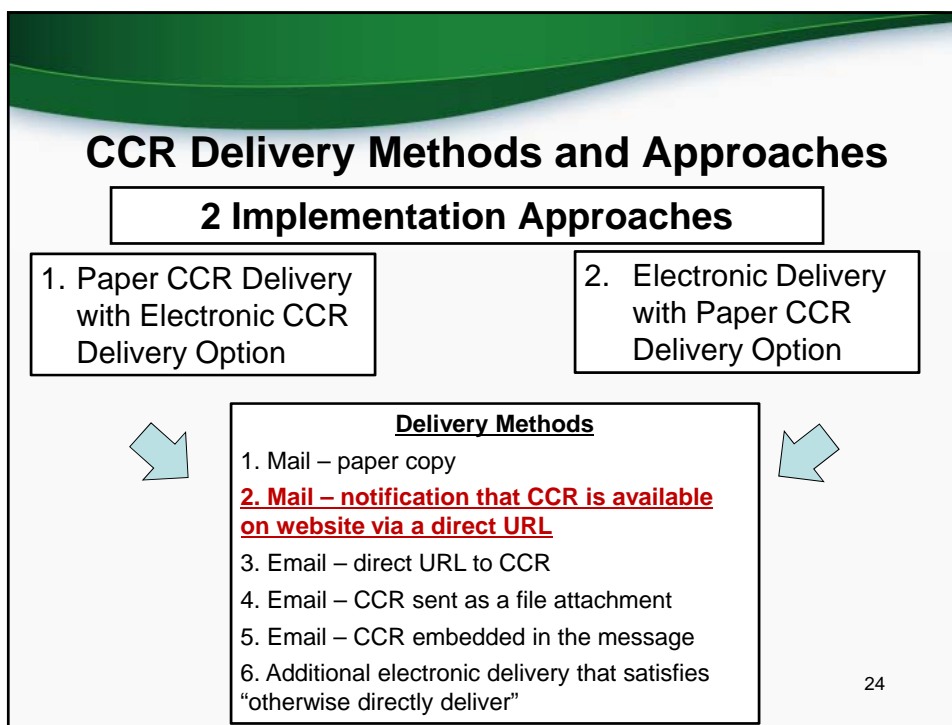 CCR Delivery Methods and Approaches
2 Implementation Approaches
1. Paper CCR Delivery
with Electronic CCR
Delivery Option
2. Electronic Delivery
with Paper CCR
Delivery Option
Delivery Methods
1. Mail – paper copy
2. Mail – notification that CCR is available
on website via a direct URL
3. Email – direct URL to CCR
4. Email – CCR sent as a file attachment
5. Email – CCR embedded in the message
6. Additional electronic delivery that satisfies
“otherwise directly deliver”
24